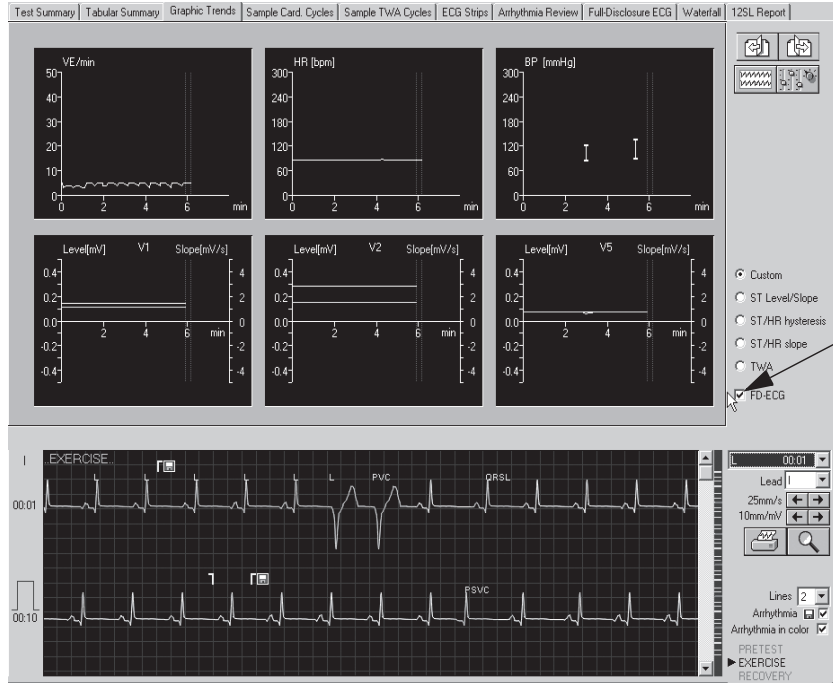 Test Summary Tabular Summary Graphic Trends Sample Card. Cycles Sample TWA Cycles ECG Strips Arrhythmia Review Full-Disclosure ECG Waterfall 12SL Report
VE/min
50
40
30
20
10
0
0 2 4 6 min
HR [bpm]
300
240
180
120
60
0
0 2 4 6 min
BP [mmHg]
300
240
180
120
60
0
0 2 4 6 min
Level[mV] V1 Slope[mV/s]
0.4 4
0.2 2
0.0 0
2 4 6 min
-0.2 -2
-0.4 -4
Level[mV] V2 Slope[mV/s]
0.4 4
0.2 2
0.0 0
2 4 6 min
-0.2 -2
-0.4 -4
Level[mV] V5 Slope[mV/s]
0.4 4
0.2 2
0.0 0
2 4 6 min
-0.2 -2
-0.4 -4
Custom
ST Level/Slope
ST/HR hysteresis
ST/HR slope
TWA
FD-ECG
I ..EXERCISE..
L L L L L L PVC QRSL
00:01
PSVC
00:10
L 00:01
Lead I
25mm/s
10mm/mV
Lines 2
Arrhythmia
Arrhythmia in color
PRETEST
EXERCISE
RECOVERY